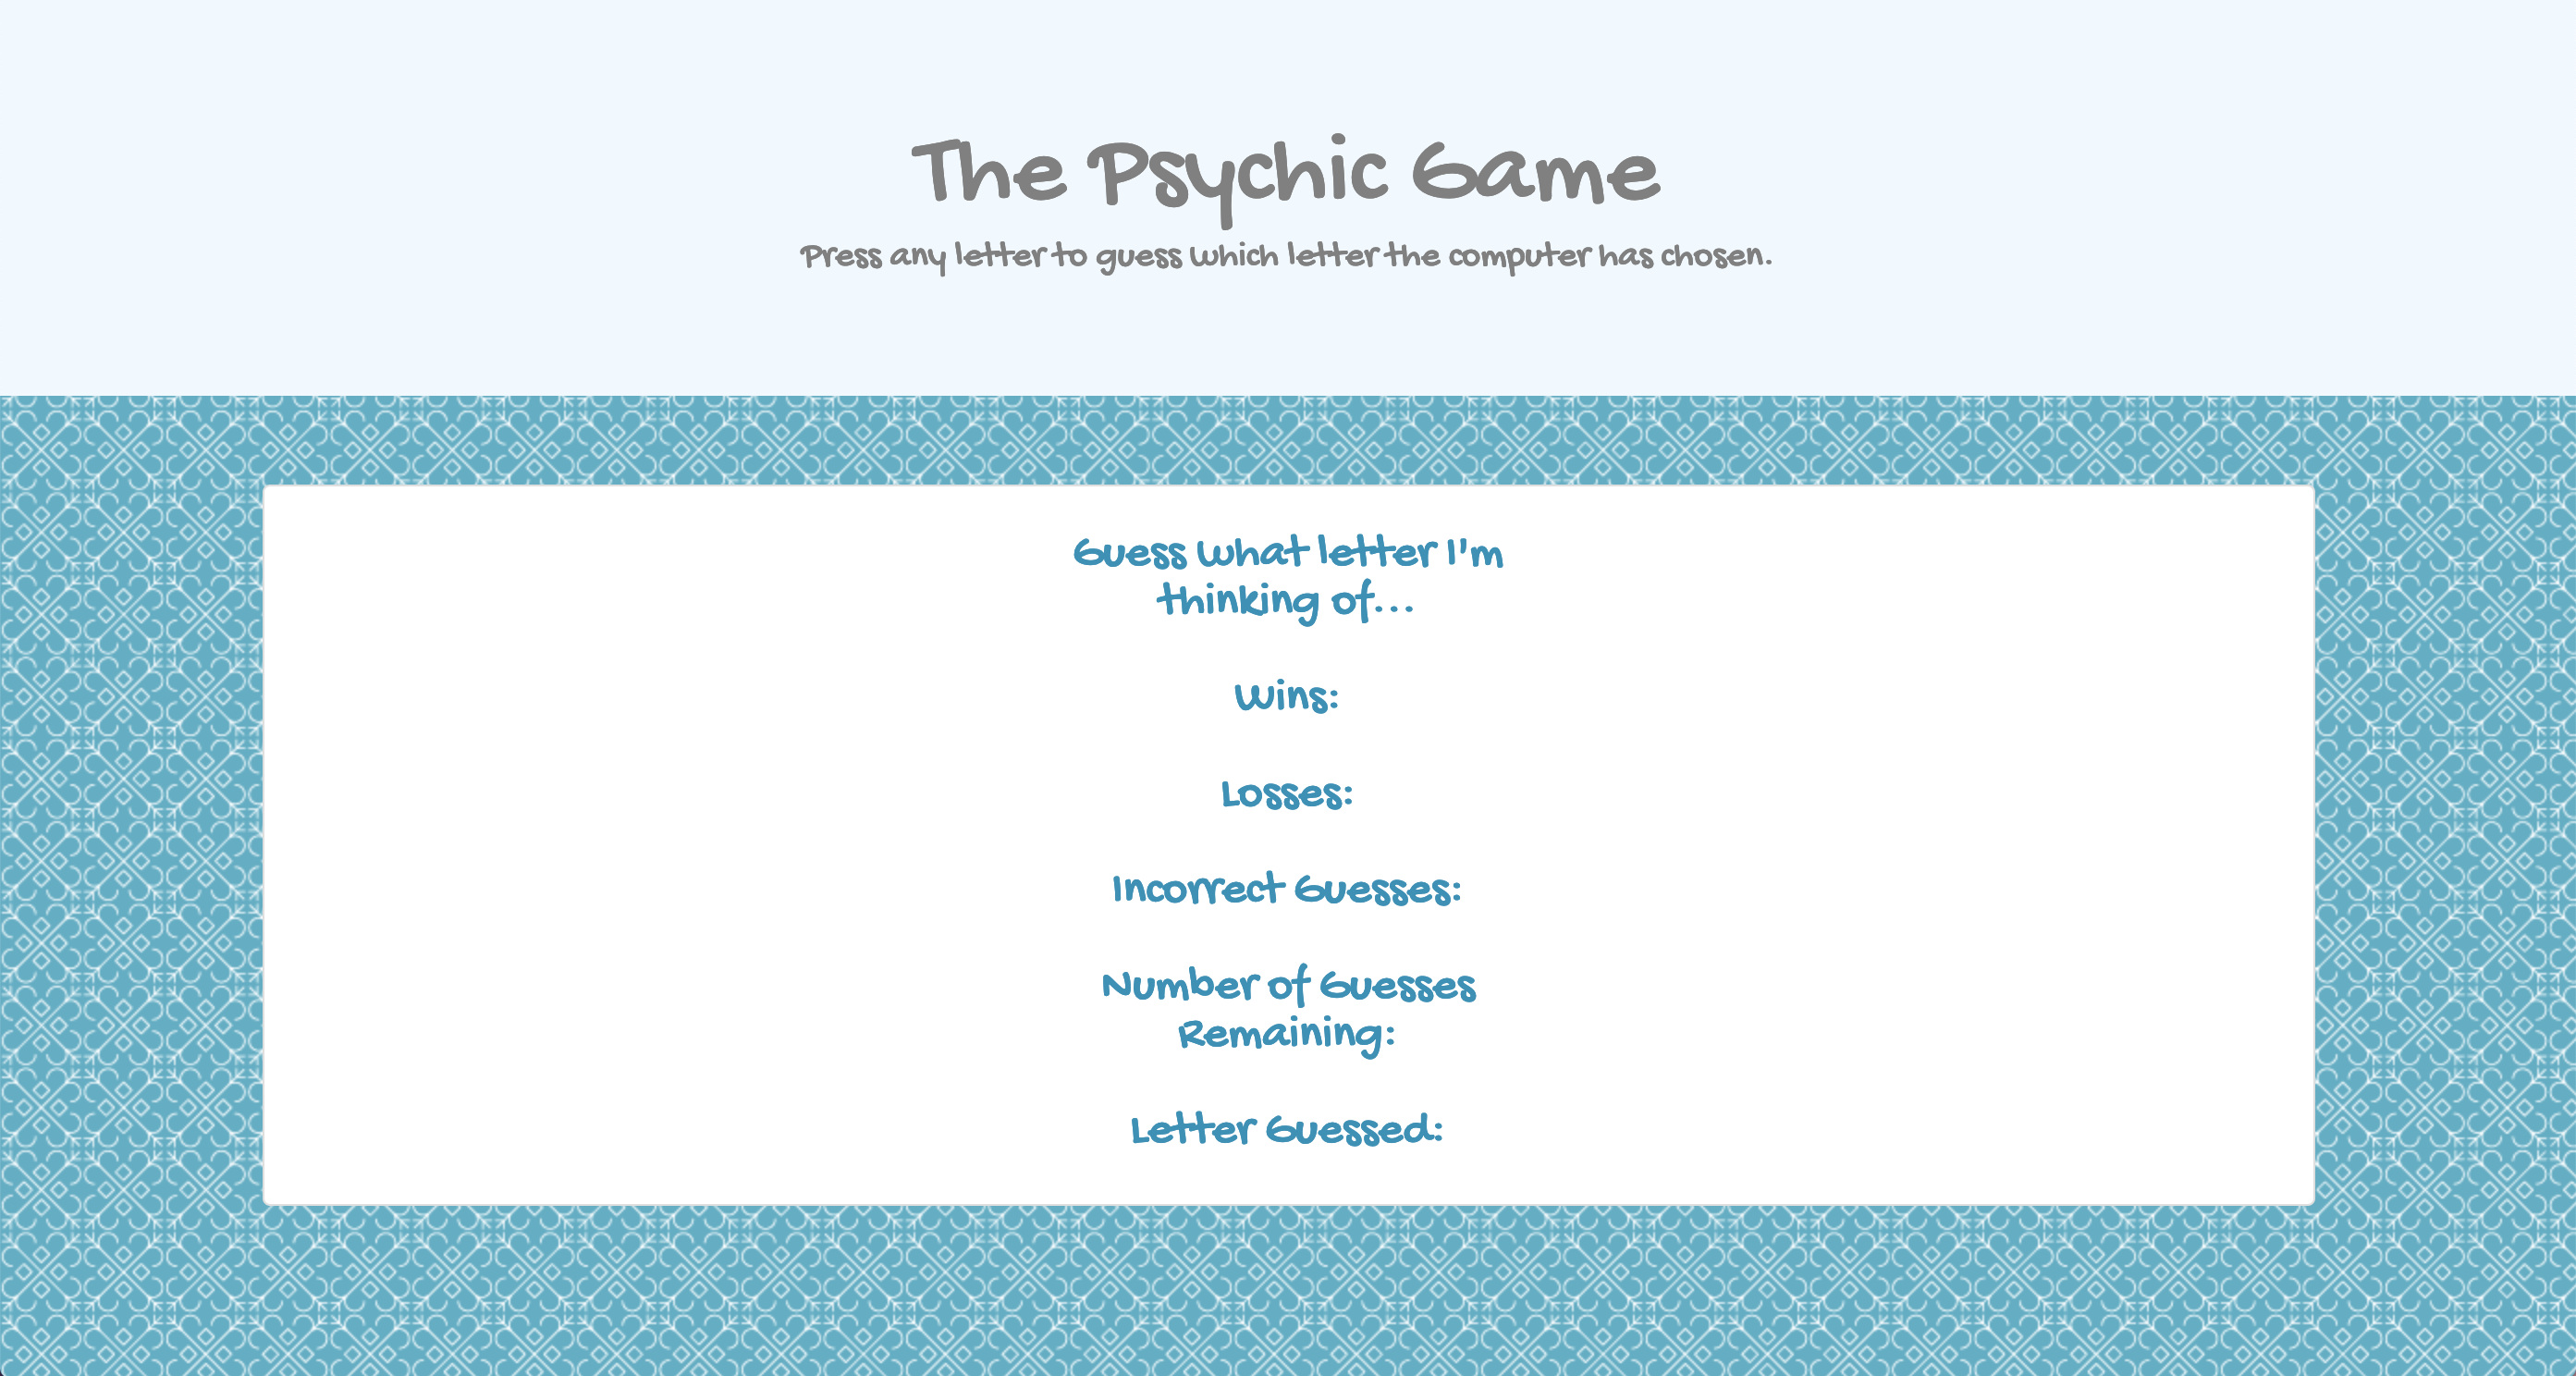 The Psychic Game
Press any letter to guess which letter the computer has chosen.
Guess what letter I'm
thinking of...
Wins:
Losses:
Incorrect Guesses:
Number of Guesses
Remaining:
Letter Guessed: